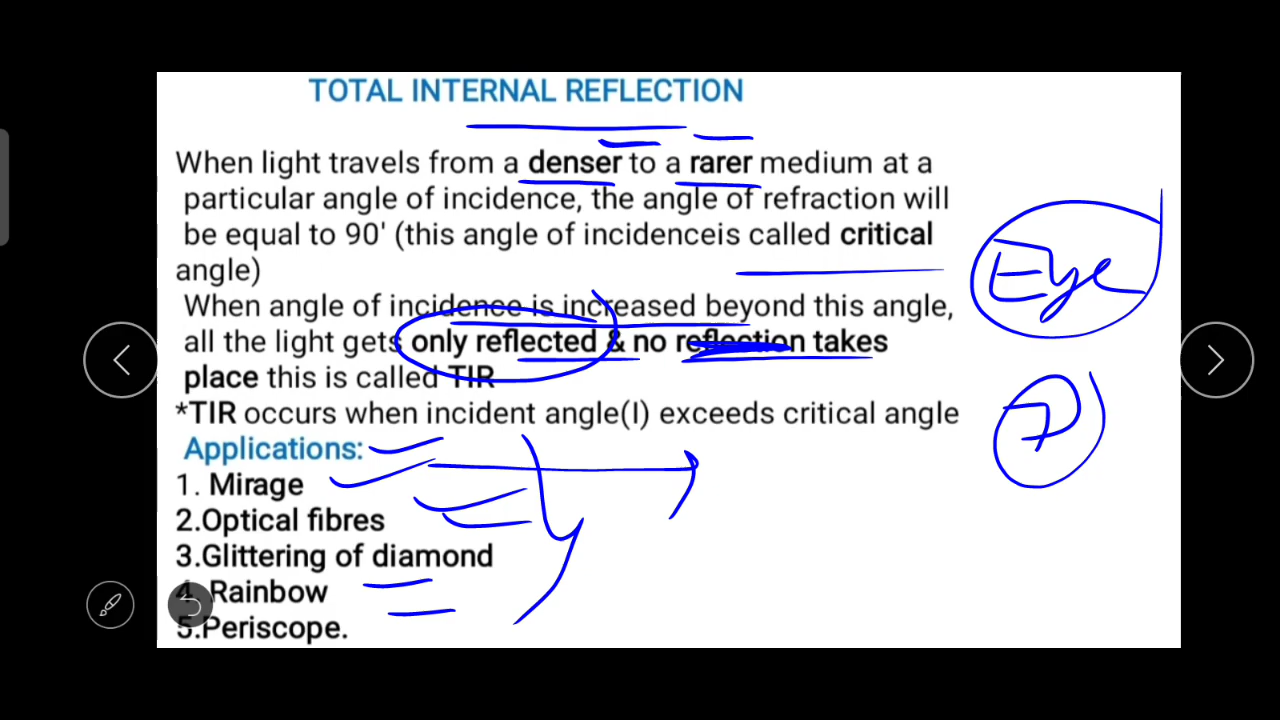 TOTAL INTERNAL REFLECTION
When light travels from a denser to a rarer medium at a
particular angle of incidence, the angle of refraction will
be equal to 90' (this angle of incidenceis called critical
angle)
When angle of incidence is increased beyond this angle,
all the light gets only reflected & no reflection takes
place this is called TIR
*TIR occurs when incident angle(I) exceeds critical angle
Applications:
1. Mirage
2.Optical fibres
3.Glittering of diamond
4. Rainbow
5.Periscope.
Eye